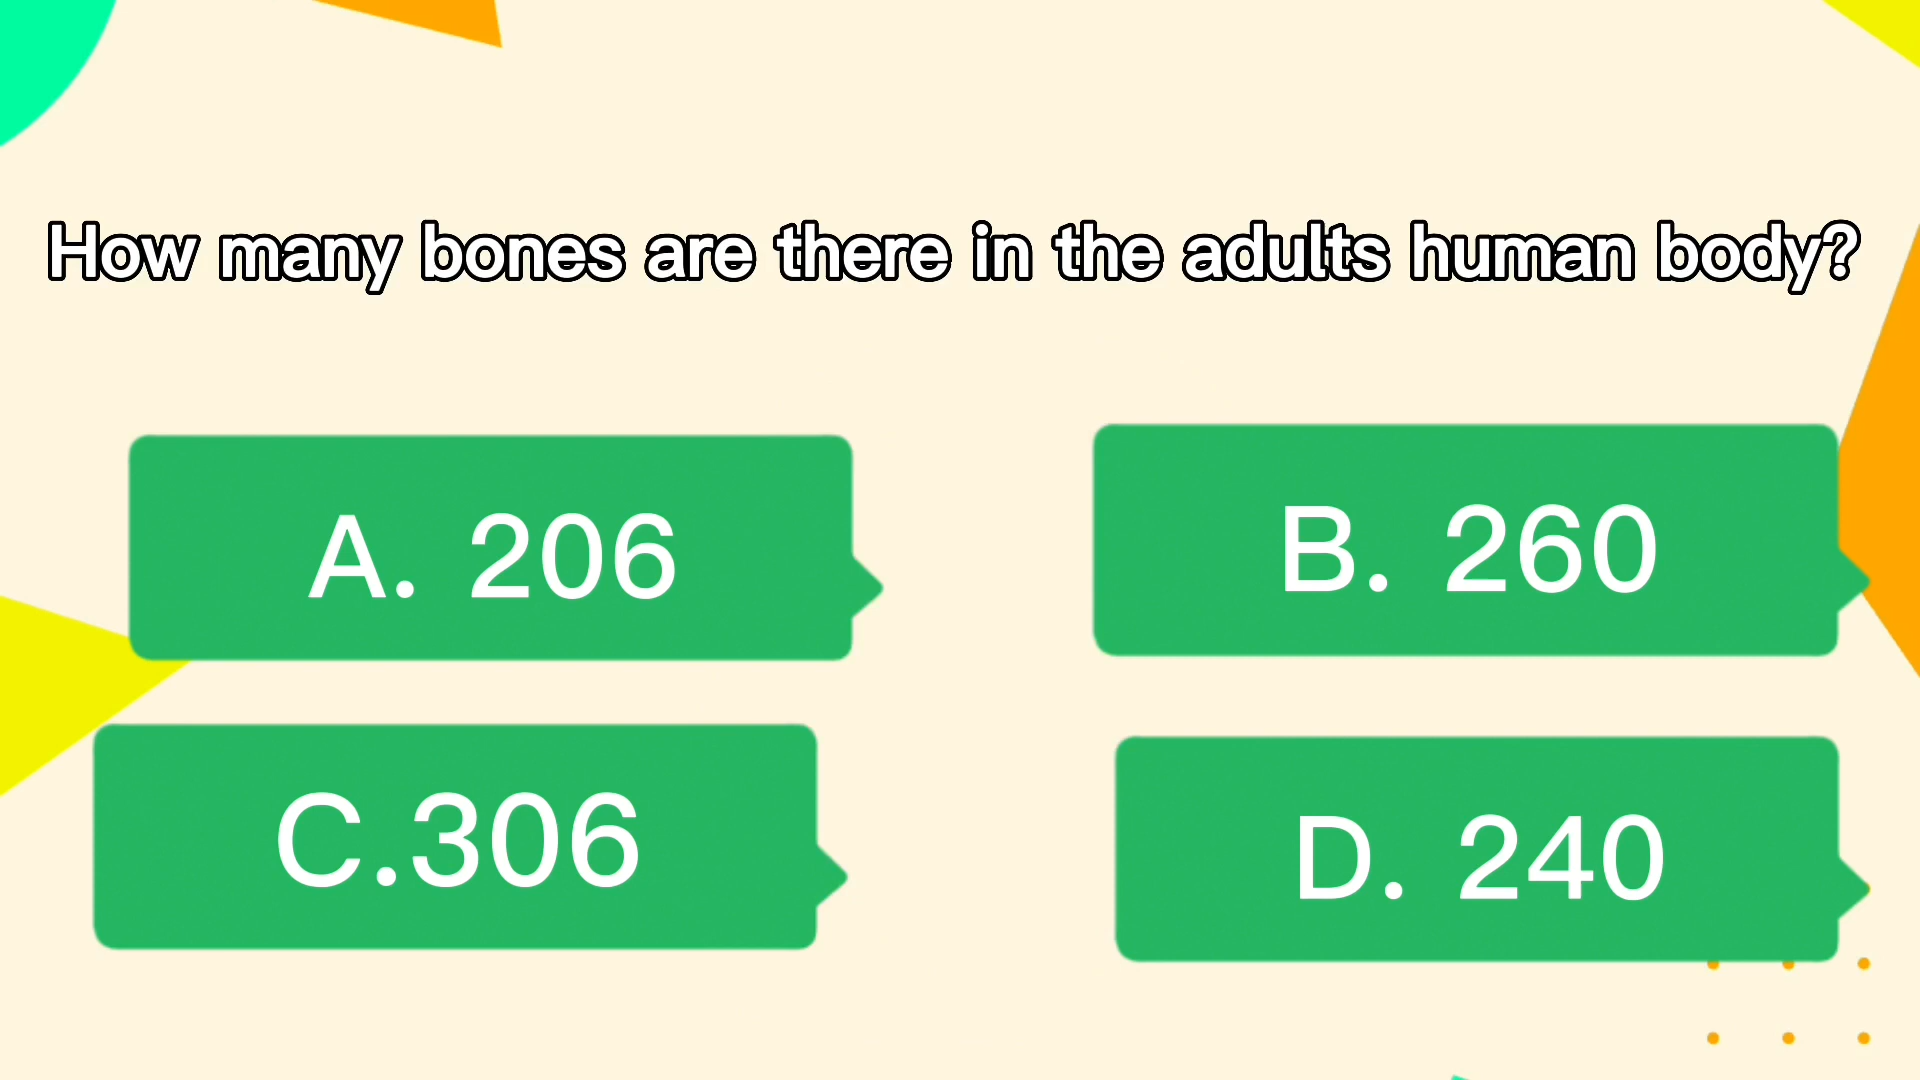 How many bones are there in the adults human body?
A. 206
B. 260
C.306
D. 240